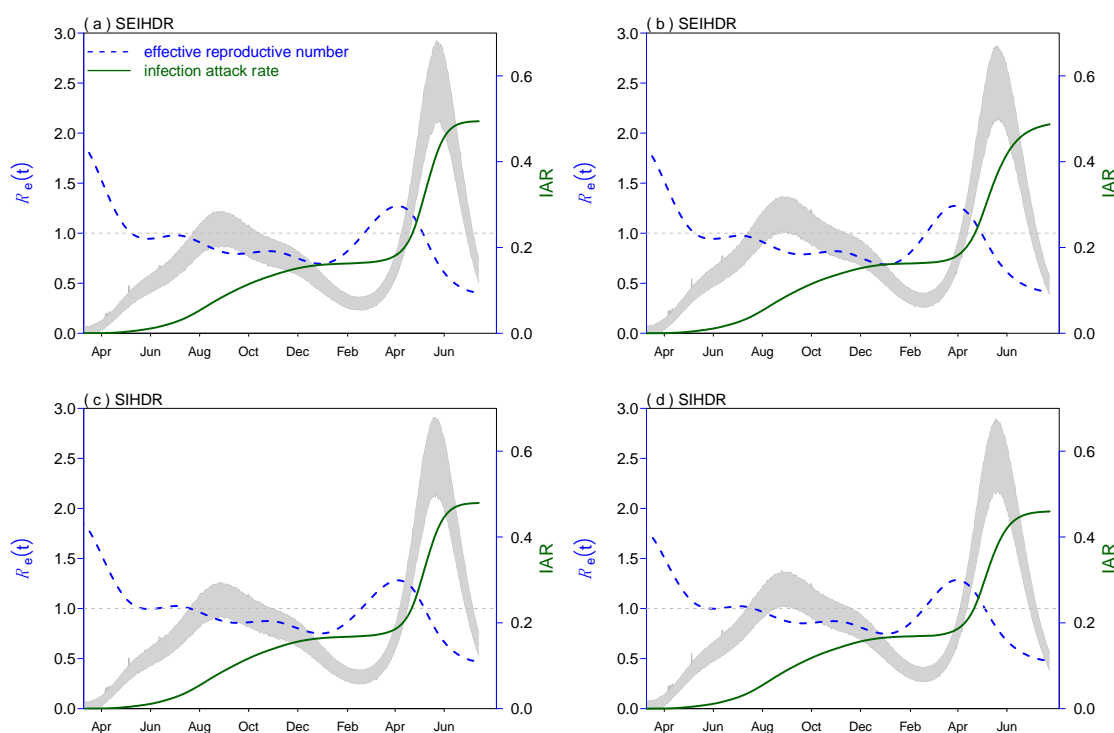 ( a ) SEIHDR
effective reproductive number
infection attack rate
3.0
2.5
2.0
1.5
1.0
0.5
0.0
ℛe(t)
0.6
0.4
0.2
0.0
IAR
Apr Jun Aug Oct Dec Feb Apr Jun
( b ) SEIHDR
3.0
2.5
2.0
1.5
1.0
0.5
0.0
ℛe(t)
0.6
0.4
0.2
0.0
IAR
Apr Jun Aug Oct Dec Feb Apr Jun
( c ) SIHDR
3.0
2.5
2.0
1.5
1.0
0.5
0.0
ℛe(t)
0.6
0.4
0.2
0.0
IAR
Apr Jun Aug Oct Dec Feb Apr Jun
( d ) SIHDR
3.0
2.5
2.0
1.5
1.0
0.5
0.0
ℛe(t)
0.6
0.4
0.2
0.0
IAR
Apr Jun Aug Oct Dec Feb Apr Jun